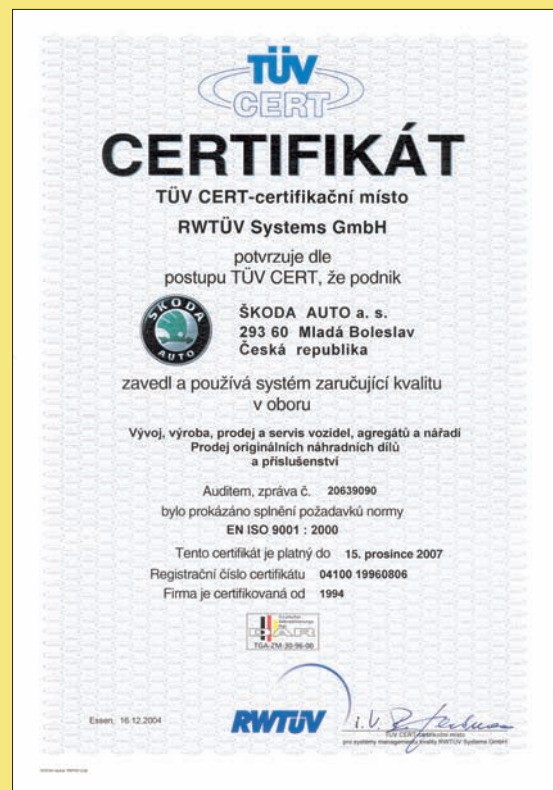 TÜV
CERT
CERTIFIKÁT
TÜV CERT-certifikační místo
RWTÜV Systems GmbH
potvrzuje dle
postupu TÜV CERT, že podnik
ŠKODA
AUTO
ŠKODA AUTO a. s.
293 60 Mladá Boleslav
Česká republika
zavedl a používá systém zaručující kvalitu
v oboru
Vývoj, výroba, prodej a servis vozidel, agregátů a nářadí
Prodej originálních náhradních dílů
a příslušenství
Auditem, zpráva č. 20639090
bylo prokázáno splnění požadavků normy
EN ISO 9001 : 2000
Tento certifikát je platný do 15. prosince 2007
Registrační číslo certifikátu 04100 19960806
Firma je certifikovaná od 1994
DAR
TGA-ZM-30-96-00
Essen, 16.12.2004
RWTÜV
i. V.
TÜV CERT-certifikační místo
pro systémy managementu kvality RWTÜV Systems GmbH